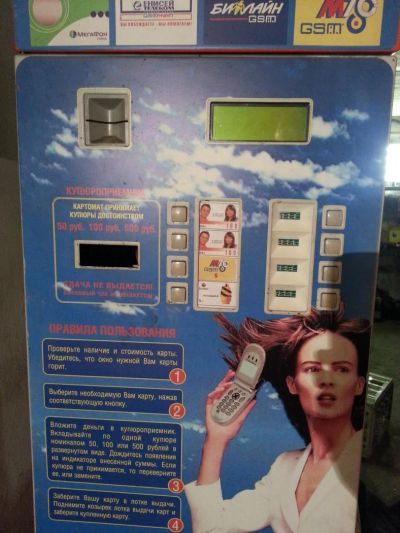 МЕГАФОН
ЕНИСЕЙ
ТЕЛЕКОМ
БИЛАЙН
GSM
GSM
КУПЮРОПРИЕМНИК
КАРТОМАТ ПРИНИМАЕТ
КУПЮРЫ ДОСТОИНСТВОМ
50 руб. 100 руб. 500 руб.
СДАЧА НЕ ВЫДАЕТСЯ!
100
100
GSM
5
ПРАВИЛА ПОЛЬЗОВАНИЯ
Проверьте наличие и стоимость карты.
Убедитесь, что окно нужной Вам карты
горит.
1
Выберите необходимую Вам карту, нажав
соответствующую кнопку.
2
Вложите деньги в купюроприемник.
Вкладывайте по одной купюре
номиналом 50, 100 или 500 рублей в
развернутом виде. Дождитесь появления
на индикаторе внесенной суммы. Если
купюра не принимается, то переверните
ее, или замените.
3
Заберите Вашу карту в лотке выдачи.
Поднимите козырек лотка выдачи карт и
заберите купленную карту.
4